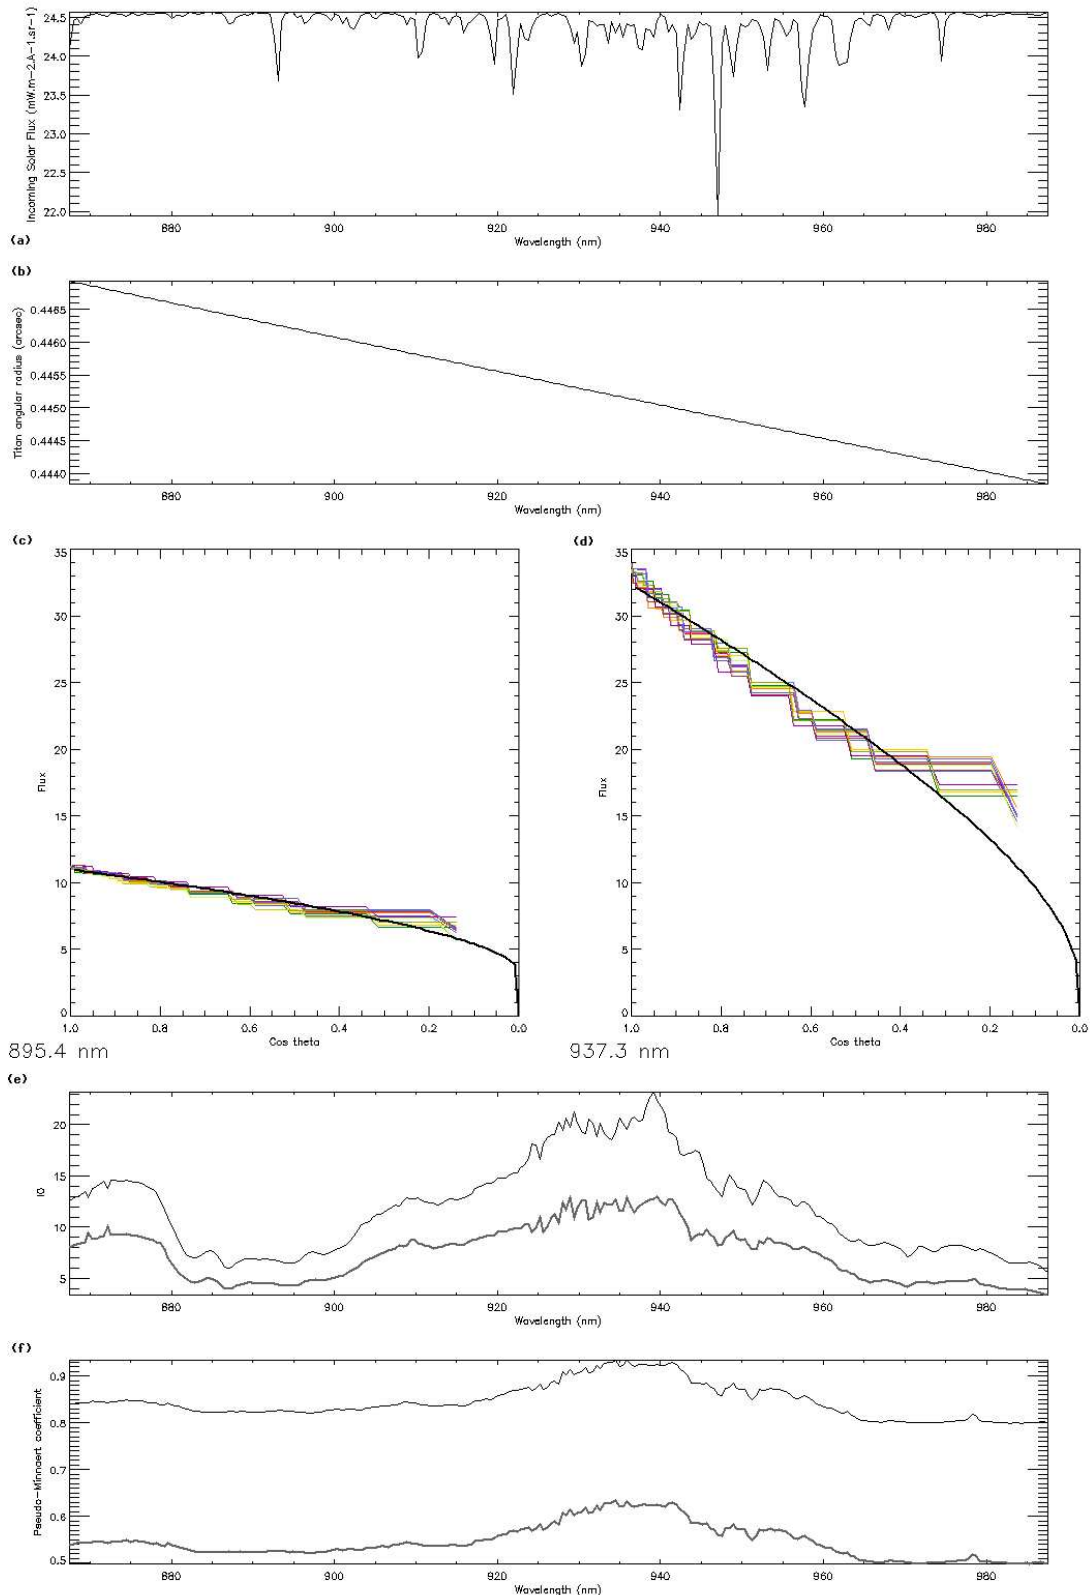 Incoming Solar Flux (mW.m-2.A-1.sr-1)
24.5
24.0
23.5
23.0
22.5
22.0
880 900 920 940 960 980
Wavelength (nm)
(a)
(b)
Titan angular radius (arcsec)
0.4465
0.4460
0.4455
0.4450
0.4445
0.4440
880 900 920 940 960 980
Wavelength (nm)
(c)
Flux
35
30
25
20
15
10
5
0
1.0 0.8 0.6 0.4 0.2 0.0
Cos theta
895.4 nm
(d)
Flux
35
30
25
20
15
10
5
0
1.0 0.8 0.6 0.4 0.2 0.0
Cos theta
937.3 nm
(e)
I0
20
15
10
5
880 900 920 940 960 980
Wavelength (nm)
(f)
Pseudo-Minnaert coefficient
0.9
0.8
0.7
0.6
0.5
880 900 920 940 960 980
Wavelength (nm)